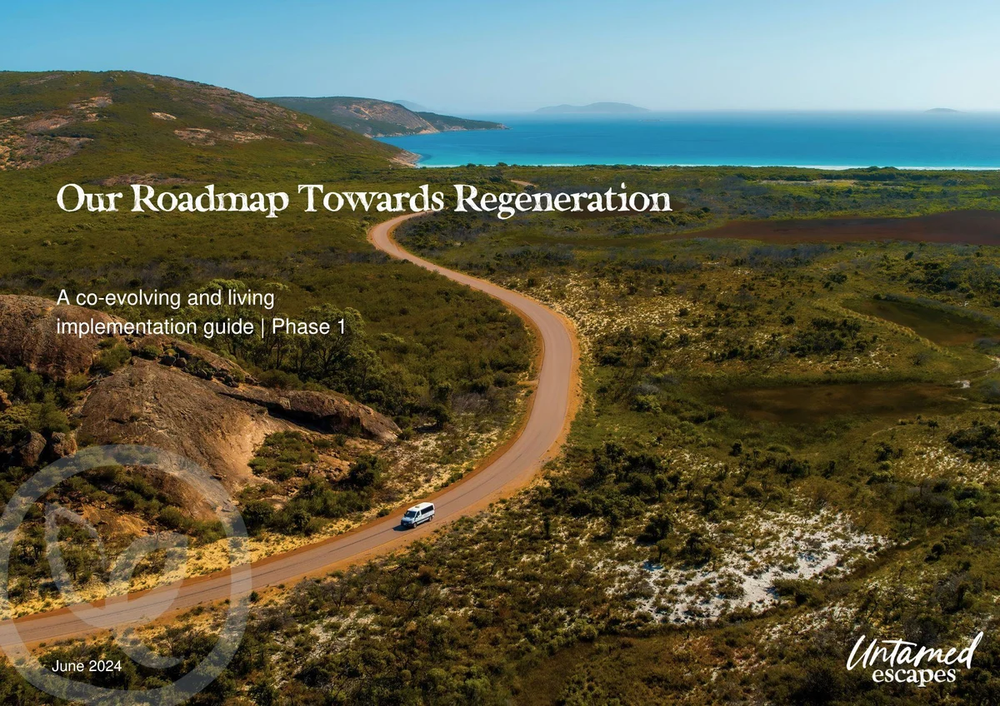 Our Roadmap Towards Regeneration
A co-evolving and living
implementation guide | Phase 1
June 2024
Untamed
escapes